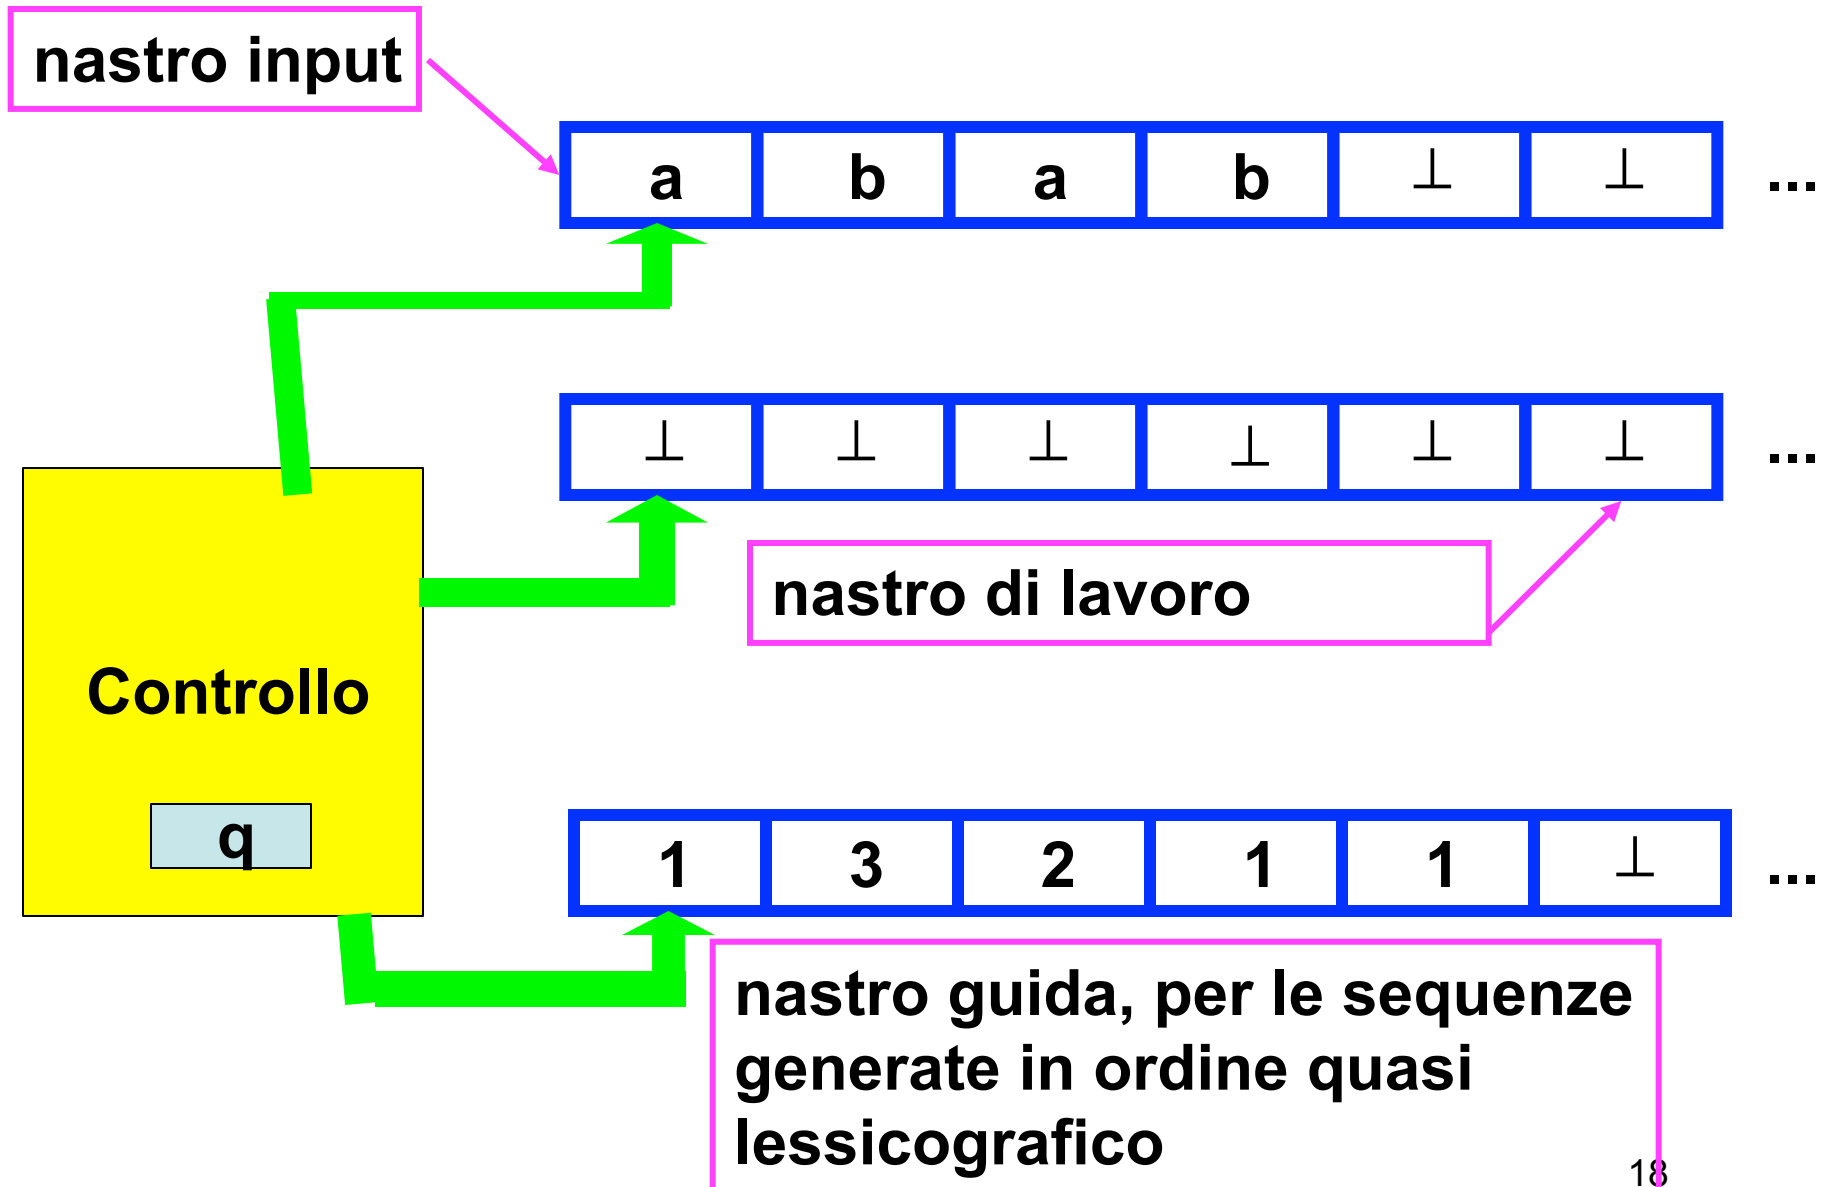 nastro input
a b a b ⊥ ⊥ ...
⊥ ⊥ ⊥ ⊥ ⊥ ⊥ ...
nastro di lavoro
Controllo
q
1 3 2 1 1 ⊥ ...
nastro guida, per le sequenze
generate in ordine quasi
lessicografico
18